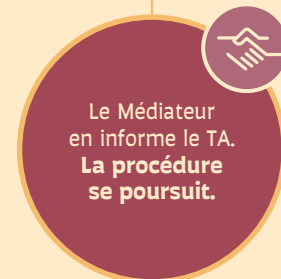 Le Médiateur
en informe le TA.
La procédure
se poursuit.